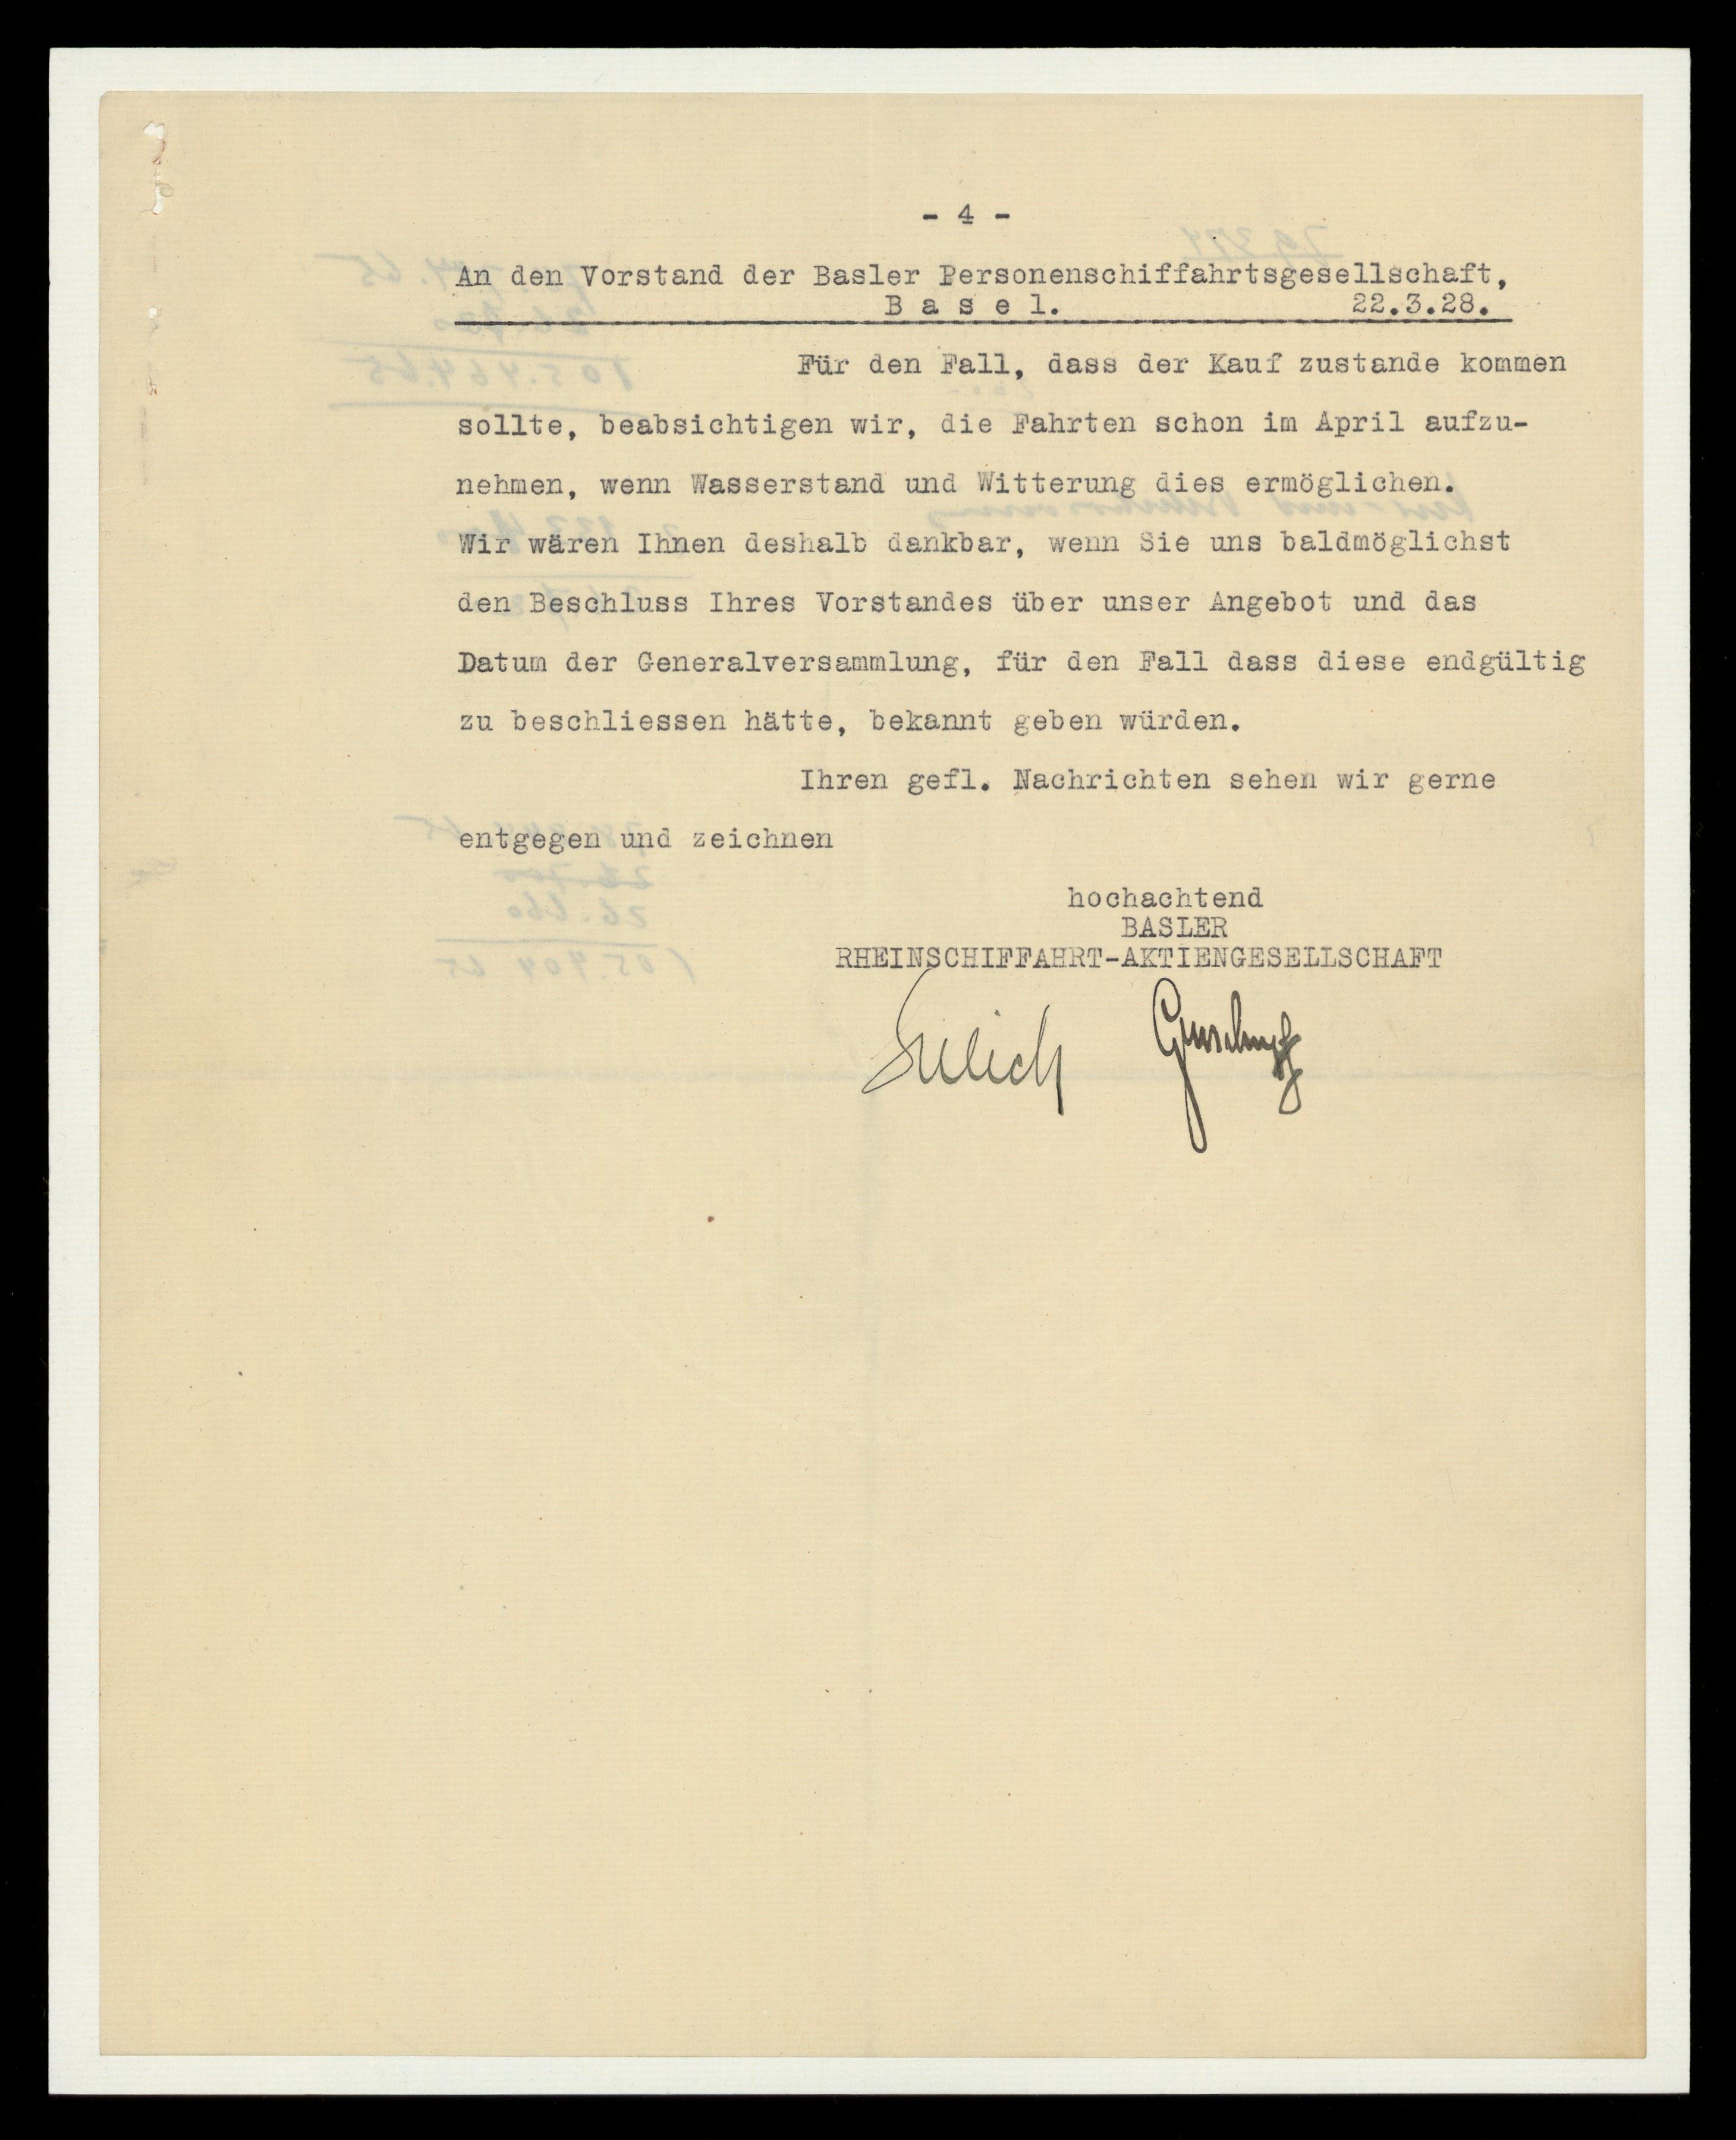 - 4 -
An den Vorstand der Basler Personenschiffahrtsgesellschaft,
B a s e l. 22.3.28.
Für den Fall, dass der Kauf zustande kommen
sollte, beabsichtigen wir, die Fahrten schon im April aufzu-
nehmen, wenn Wasserstand und Witterung dies ermöglichen.
Wir wären Ihnen deshalb dankbar, wenn Sie uns baldmöglichst
den Beschluss Ihres Vorstandes über unser Angebot und das
Datum der Generalversammlung, für den Fall dass diese endgültig
zu beschliessen hätte, bekannt geben würden.
Ihren gefl. Nachrichten sehen wir gerne
entgegen und zeichnen
hochachtend
BASLER
RHEINSCHIFFAHRT-AKTIENGESELLSCHAFT